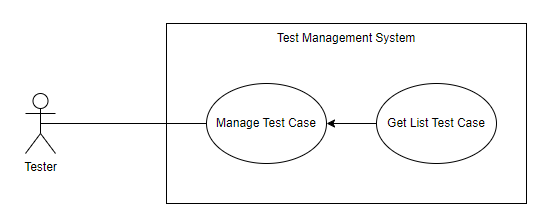 Test Management System
Manage Test Case
Get List Test Case
Tester